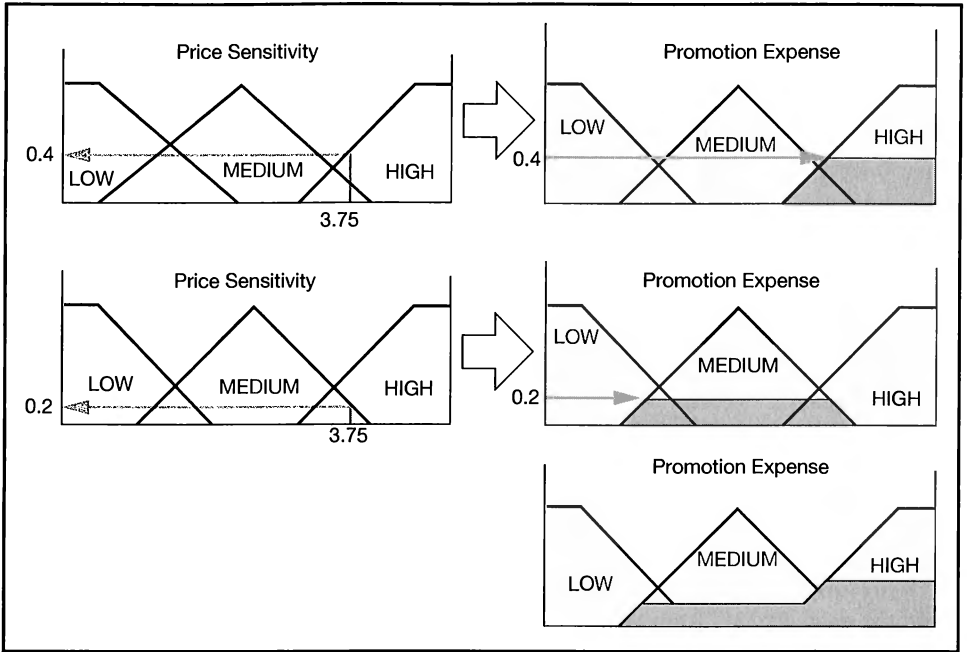 Price Sensitivity
Promotion Expense
LOW
MEDIUM
HIGH
0.4
3.75
LOW
MEDIUM
HIGH
0.4
Price Sensitivity
Promotion Expense
LOW
MEDIUM
HIGH
0.2
3.75
LOW
MEDIUM
HIGH
0.2
Promotion Expense
LOW
MEDIUM
HIGH